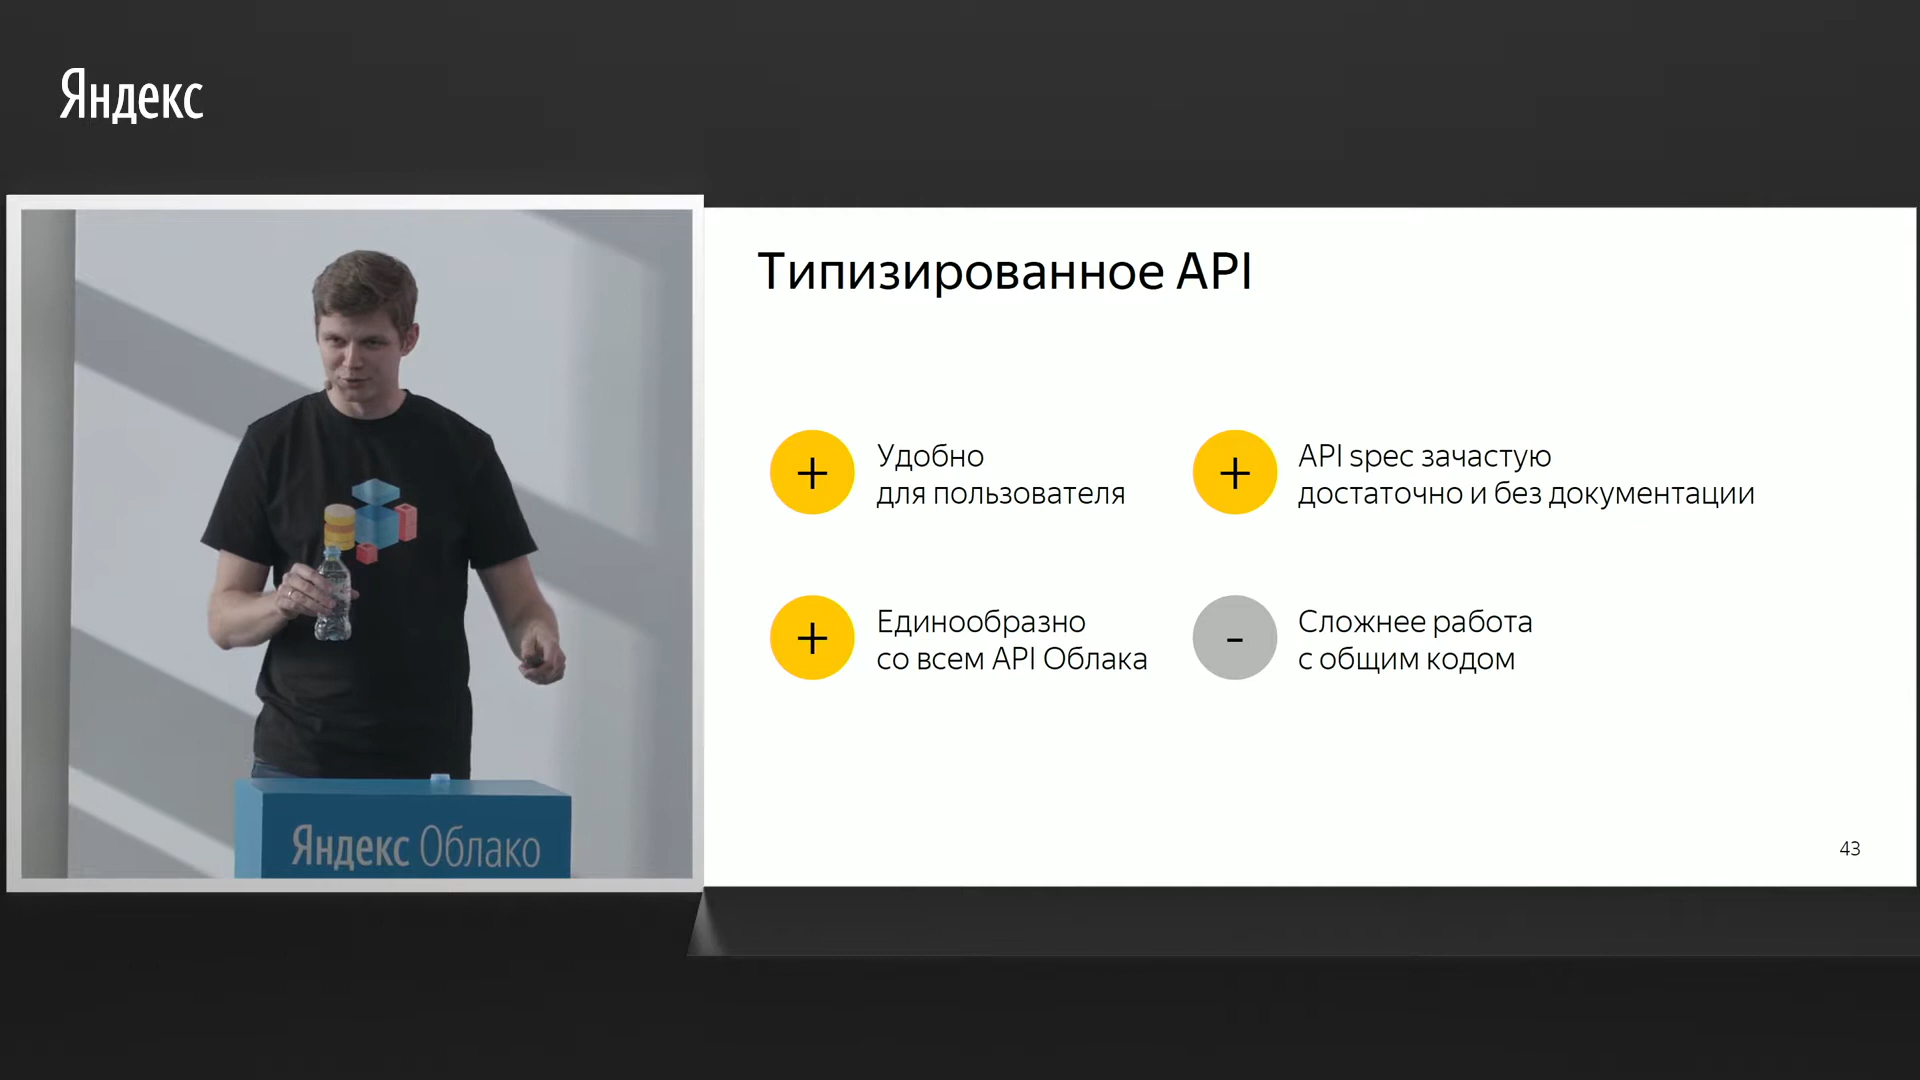 Яндекс
Типизированное API
+
Удобно
для пользователя
+
API spec зачастую
достаточно и без документации
+
Единообразно
со всем API Облака
-
Сложнее работа
с общим кодом
43
Яндекс Облако